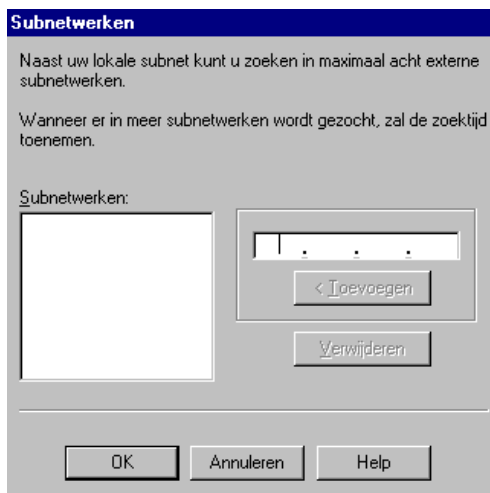 Subnetwerken
Naast uw lokale subnet kunt u zoeken in maximaal acht externe
subnetwerken.
Wanneer er in meer subnetwerken wordt gezocht, zal de zoektijd
toenemen.
Subnetwerken:
. . .
< Toevoegen
Verwijderen
OK
Annuleren
Help